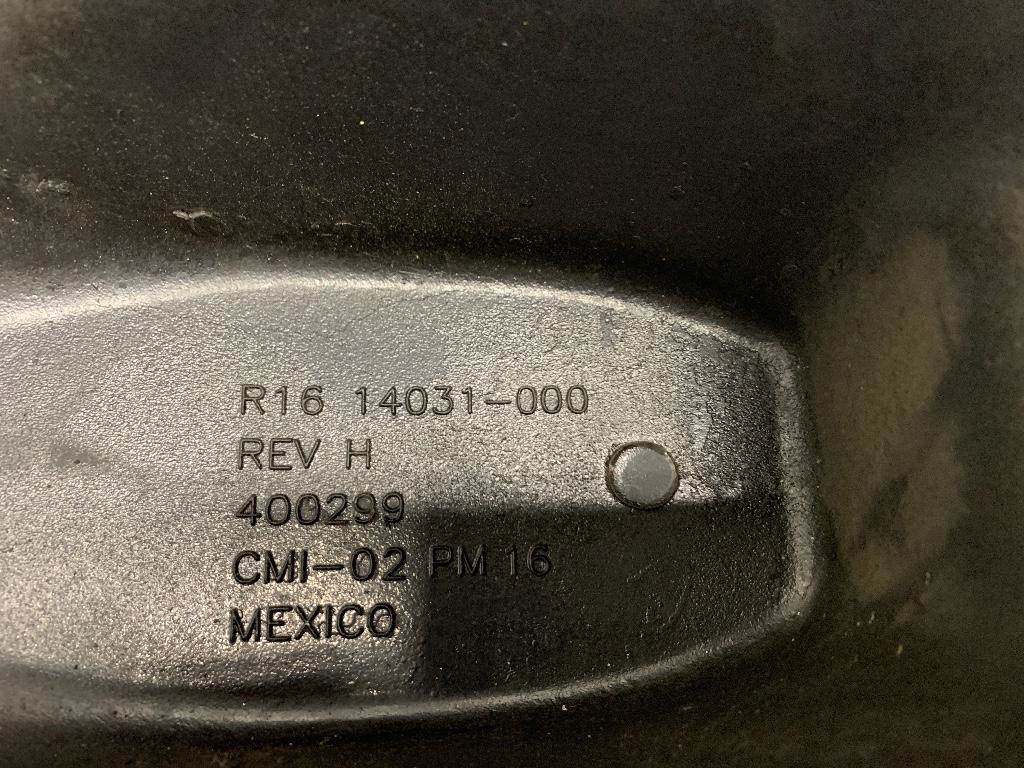 R16 14031-000
REV H
400299
CMI-02 PM 16
MEXICO